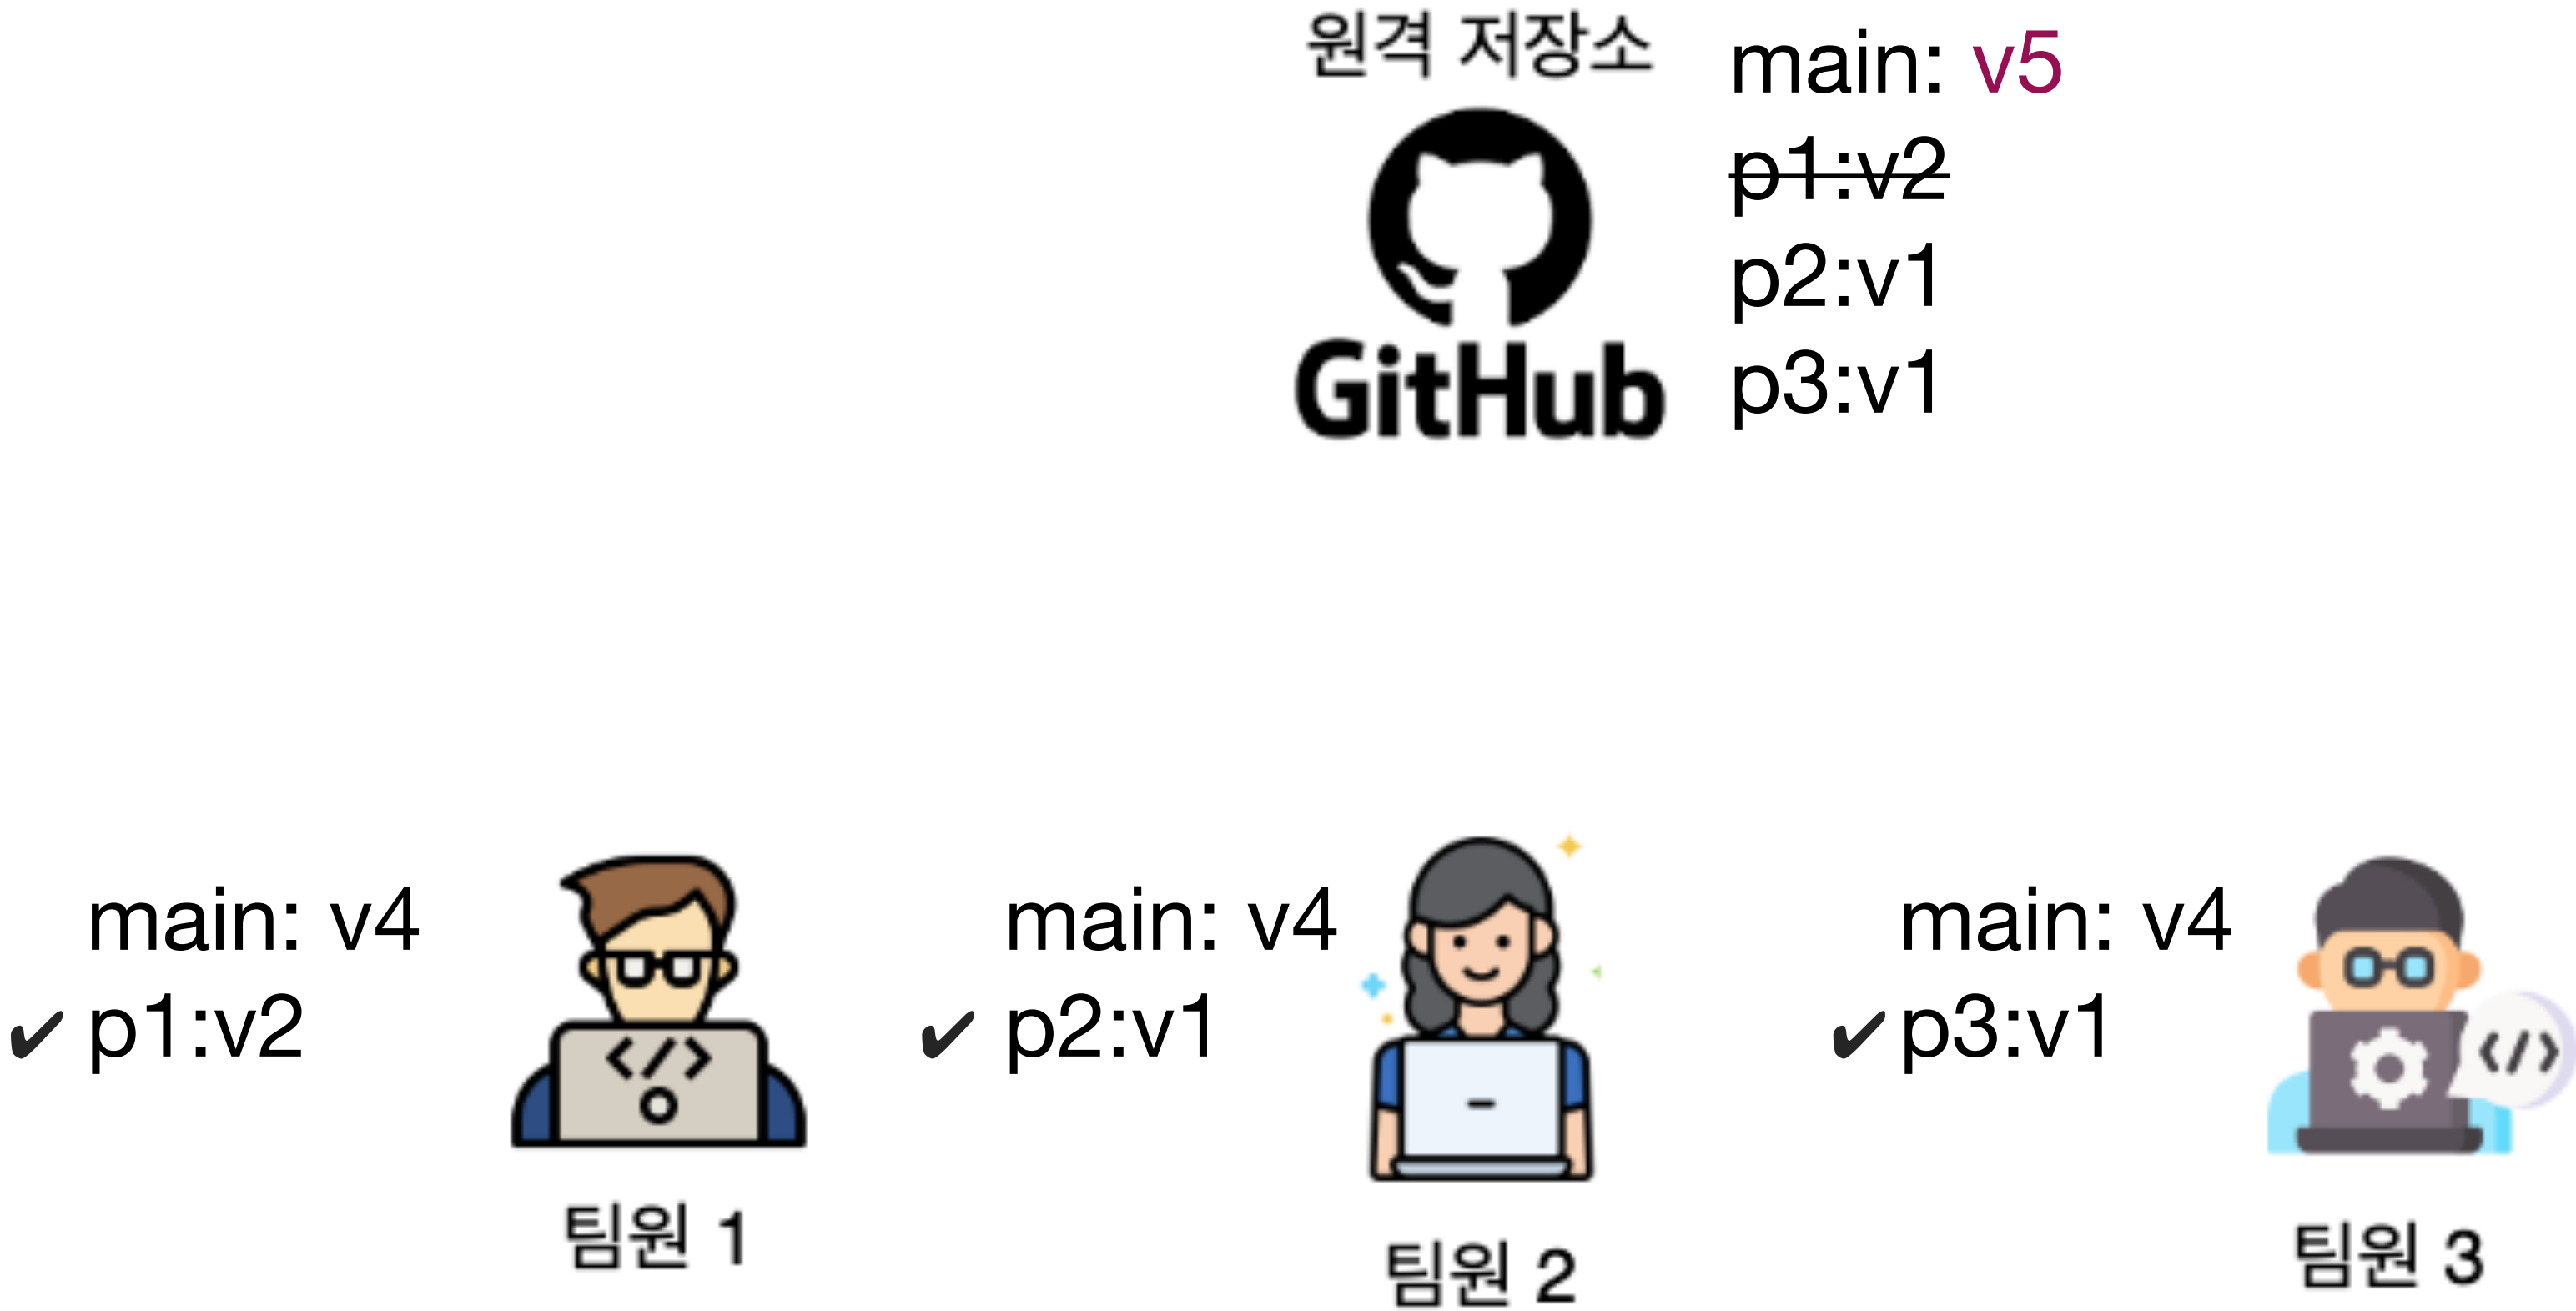 원격 저장소
GitHub
main: v5
p1:v2
p2:v1
p3:v1
main: v4
✔ p1:v2
</>
팀원 1
main: v4
✔ p2:v1
팀원 2
main: v4
✔ p3:v1
</>
팀원 3